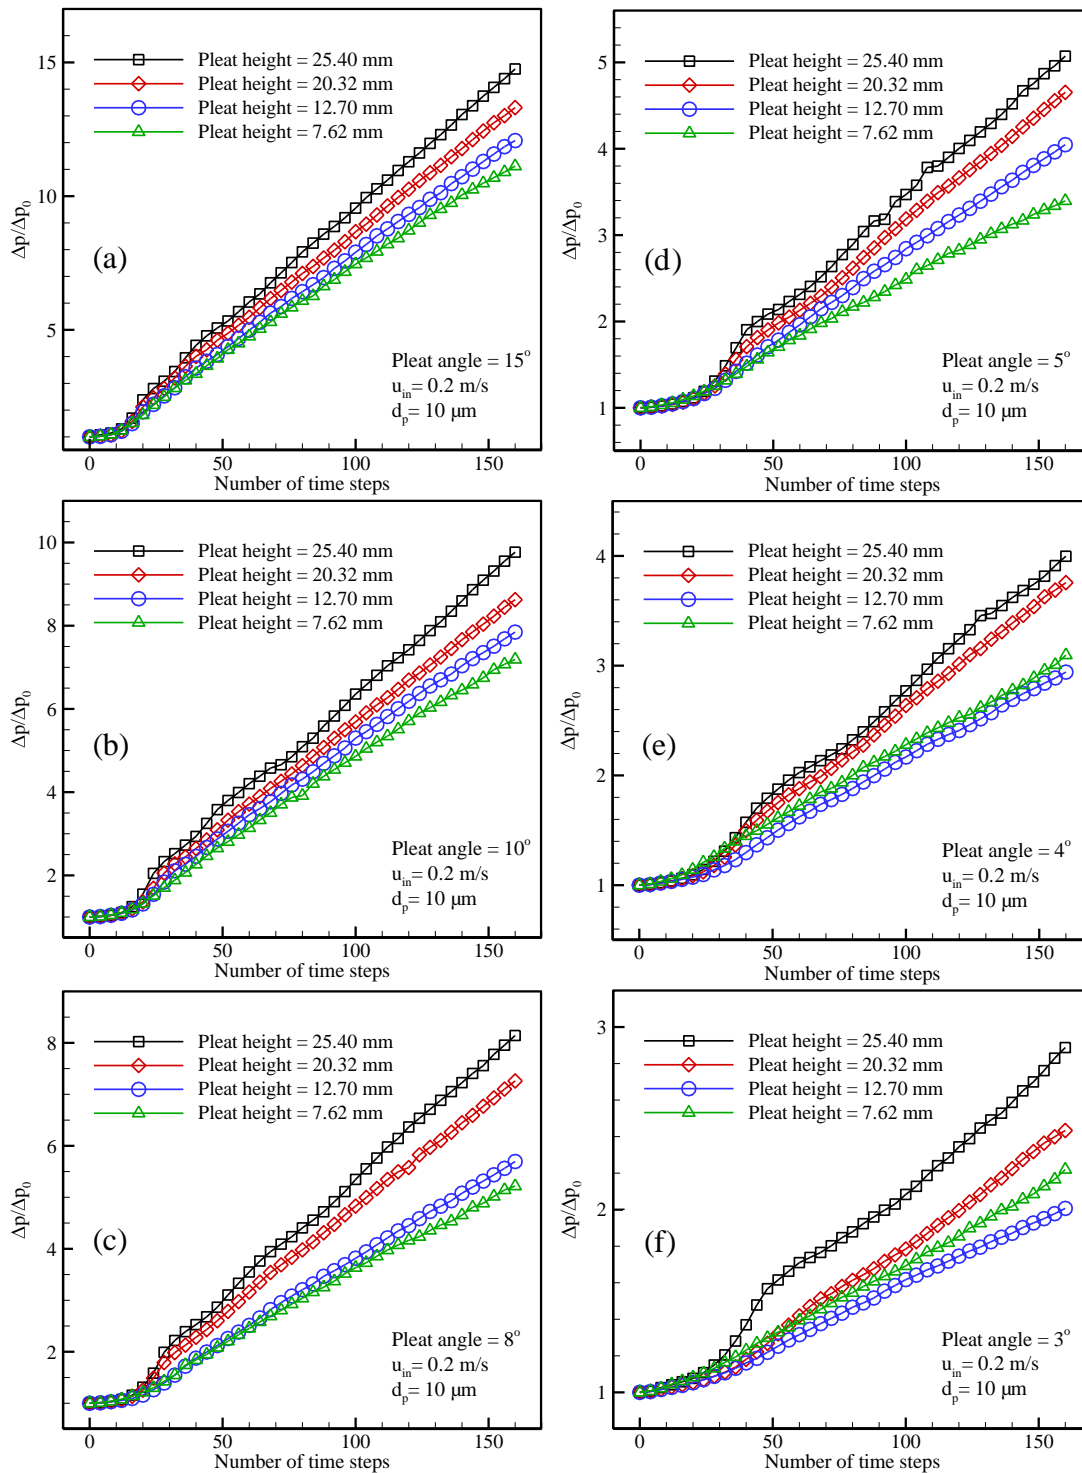 15
10
5
Δp/Δp0
Pleat height = 25.40 mm
Pleat height = 20.32 mm
Pleat height = 12.70 mm
Pleat height = 7.62 mm
(a)
Pleat angle = 15°
u_in = 0.2 m/s
d_p = 10 µm
0 50 100 150
Number of time steps
5
4
3
2
1
Δp/Δp0
Pleat height = 25.40 mm
Pleat height = 20.32 mm
Pleat height = 12.70 mm
Pleat height = 7.62 mm
(d)
Pleat angle = 5°
u_in = 0.2 m/s
d_p = 10 µm
0 50 100 150
Number of time steps
10
8
6
4
2
Δp/Δp0
Pleat height = 25.40 mm
Pleat height = 20.32 mm
Pleat height = 12.70 mm
Pleat height = 7.62 mm
(b)
Pleat angle = 10°
u_in = 0.2 m/s
d_p = 10 µm
0 50 100 150
Number of time steps
4
3
2
1
Δp/Δp0
Pleat height = 25.40 mm
Pleat height = 20.32 mm
Pleat height = 12.70 mm
Pleat height = 7.62 mm
(e)
Pleat angle = 4°
u_in = 0.2 m/s
d_p = 10 µm
0 50 100 150
Number of time steps
8
6
4
2
Δp/Δp0
Pleat height = 25.40 mm
Pleat height = 20.32 mm
Pleat height = 12.70 mm
Pleat height = 7.62 mm
(c)
Pleat angle = 8°
u_in = 0.2 m/s
d_p = 10 µm
0 50 100 150
Number of time steps
3
2
1
Δp/Δp0
Pleat height = 25.40 mm
Pleat height = 20.32 mm
Pleat height = 12.70 mm
Pleat height = 7.62 mm
(f)
Pleat angle = 3°
u_in = 0.2 m/s
d_p = 10 µm
0 50 100 150
Number of time steps